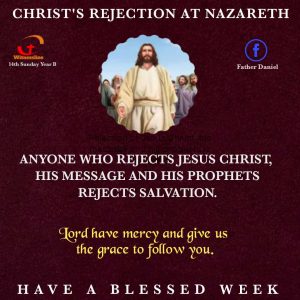 CHRIST'S REJECTION AT NAZARETH
Witnessline
14th Sunday Year B
f
Father Daniel
ANYONE WHO REJECTS JESUS CHRIST,
HIS MESSAGE AND HIS PROPHETS
REJECTS SALVATION.
Lord have mercy and give us
the grace to follow you.
HAVE A BLESSED WEEK